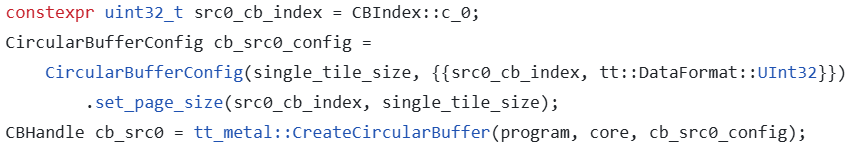 constexpr uint32_t src0_cb_index = CBIndex::c_0;
CircularBufferConfig cb_src0_config =
    CircularBufferConfig(single_tile_size, {{src0_cb_index, tt::DataFormat::UInt32}})
        .set_page_size(src0_cb_index, single_tile_size);
CBHandle cb_src0 = tt_metal::CreateCircularBuffer(program, core, cb_src0_config);